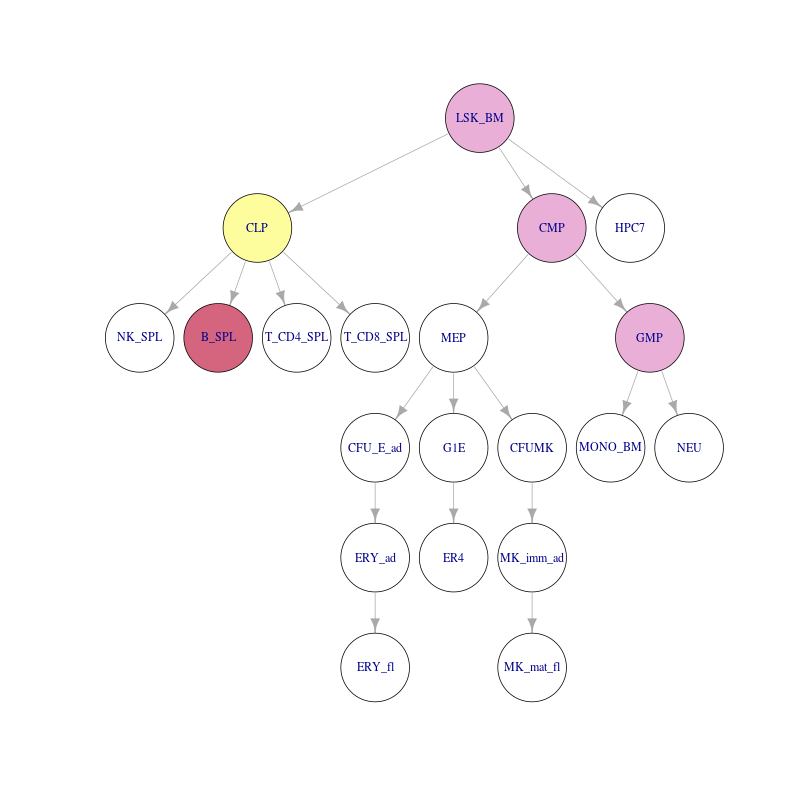 LSK_BM
CLP
CMP
HPC7
NK_SPL
B_SPL
T_CD4_SPL
T_CD8_SPL
MEP
GMP
CFU_E_ad
G1E
CFUMK
MONO_BM
NEU
ERY_ad
ER4
MK_imm_ad
ERY_fl
MK_mat_fl